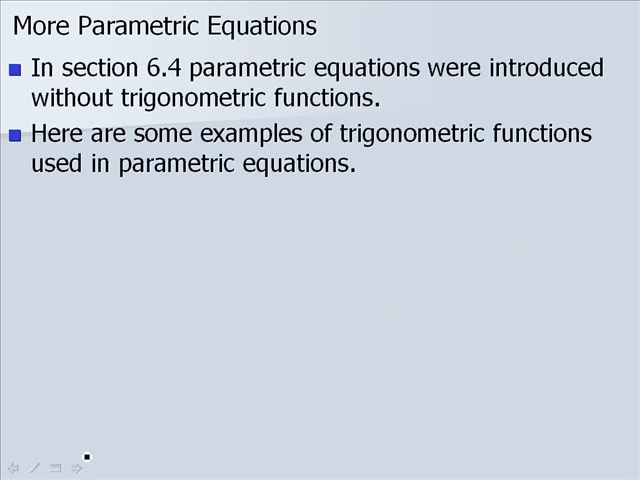 More Parametric Equations
In section 6.4 parametric equations were introduced
without trigonometric functions.
Here are some examples of trigonometric functions
used in parametric equations.